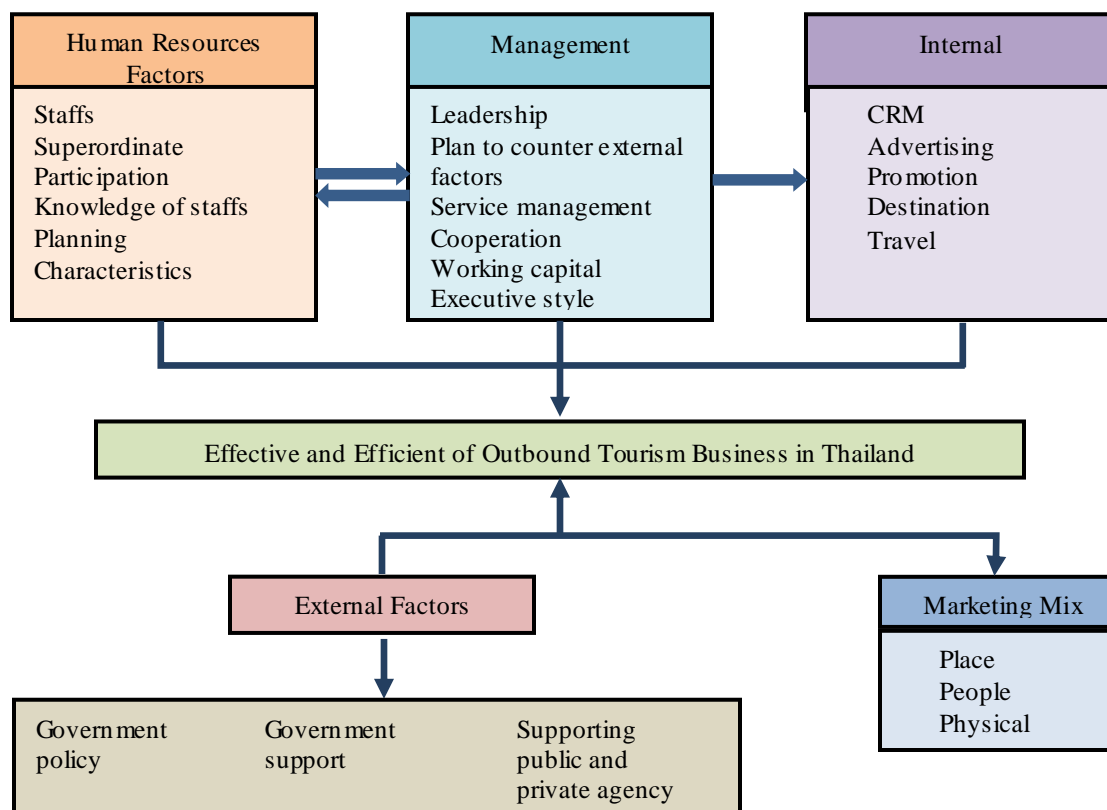 Human Resources
Factors
Staffs
Superordinate
Participation
Knowledge of staffs
Planning
Characteristics
Management
Leadership
Plan to counter external
factors
Service management
Cooperation
Working capital
Executive style
Internal
CRM
Advertising
Promotion
Destination
Travel
Effective and Efficient of Outbound Tourism Business in Thailand
External Factors
Government
policy
Government
support
Supporting
public and
private agency
Marketing Mix
Place
People
Physical